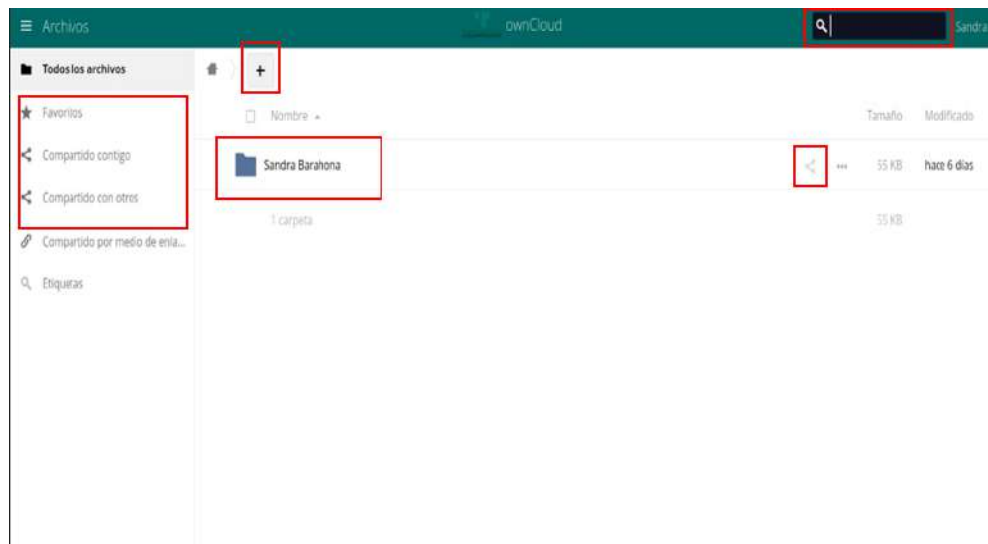 Archivos
ownCloud
Sandra
Todos los archivos
+
Favoritos
Nombre
Tamaño
Modificado
Compartido contigo
Sandra Barahona
55 KB
hace 6 días
Compartido con otros
1 carpeta
55 KB
Compartido por medio de enla...
Etiquetas